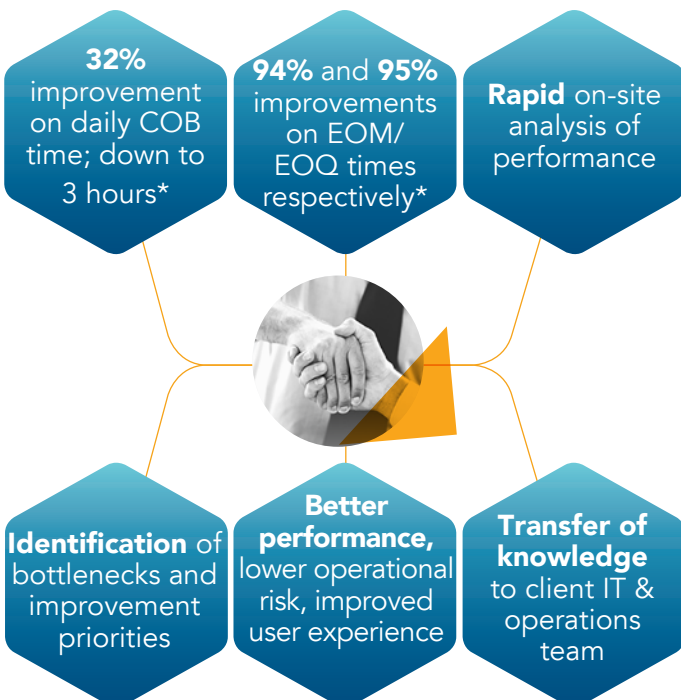 32%
improvement
on daily COB
time; down to
3 hours*
94% and 95%
improvements
on EOM/
EOQ times
respectively*
Rapid on-site
analysis of
performance
Identification of
bottlenecks and
improvement
priorities
Better
performance,
lower operational
risk, improved
user experience
Transfer of
knowledge
to client IT &
operations
team